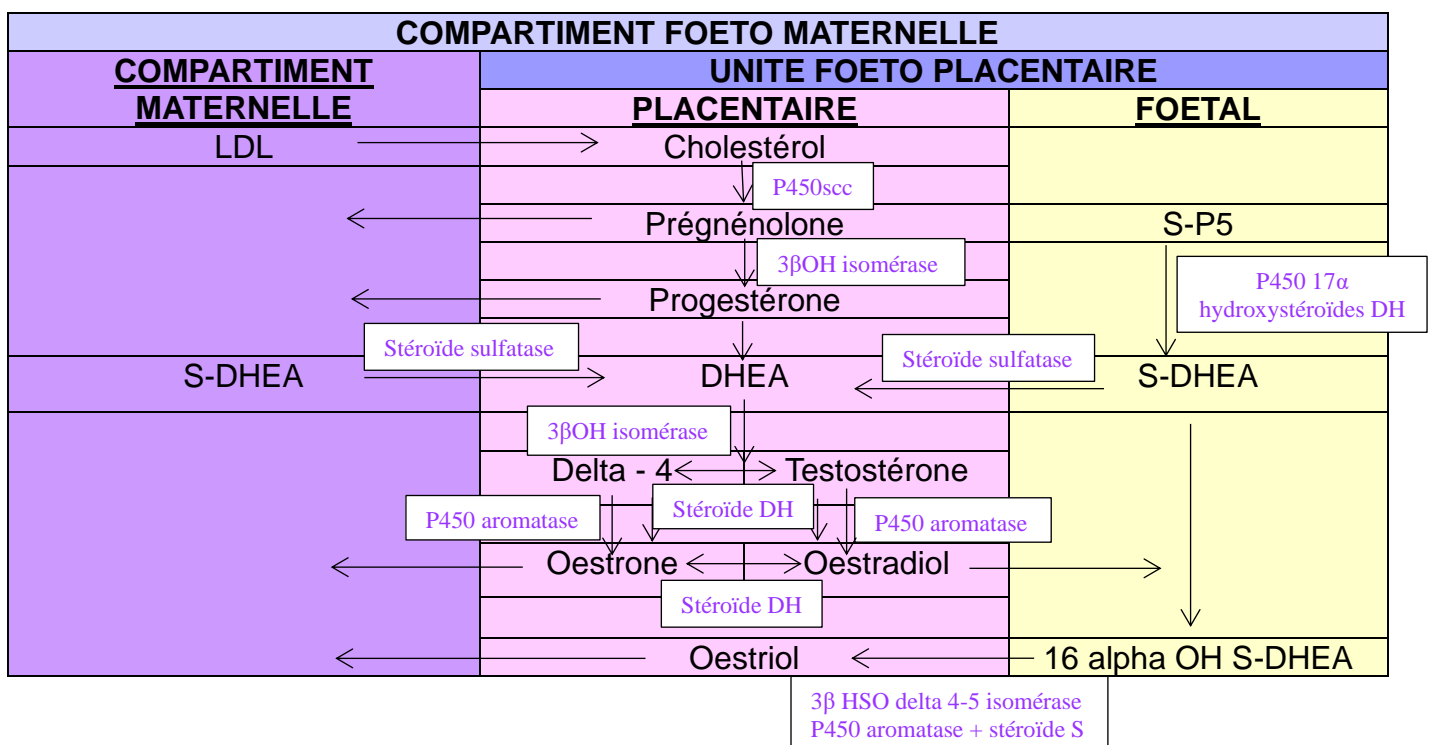 COMPARTIMENT FOETO MATERNELLE
COMPARTIMENT
MATERNELLE
UNITE FOETO PLACENTAIRE
PLACENTAIRE
FOETAL
LDL
Cholestérol
P450scc
Prégnénolone
S-P5
3βOH isomérase
P450 17α
hydroxystéroïdes DH
Progestérone
Stéroïde sulfatase
Stéroïde sulfatase
S-DHEA
DHEA
S-DHEA
3βOH isomérase
Delta - 4
Testostérone
P450 aromatase
Stéroïde DH
P450 aromatase
Oestrone
Oestradiol
Stéroïde DH
Oestriol
16 alpha OH S-DHEA
3β HSO delta 4-5 isomérase
P450 aromatase + stéroïde S